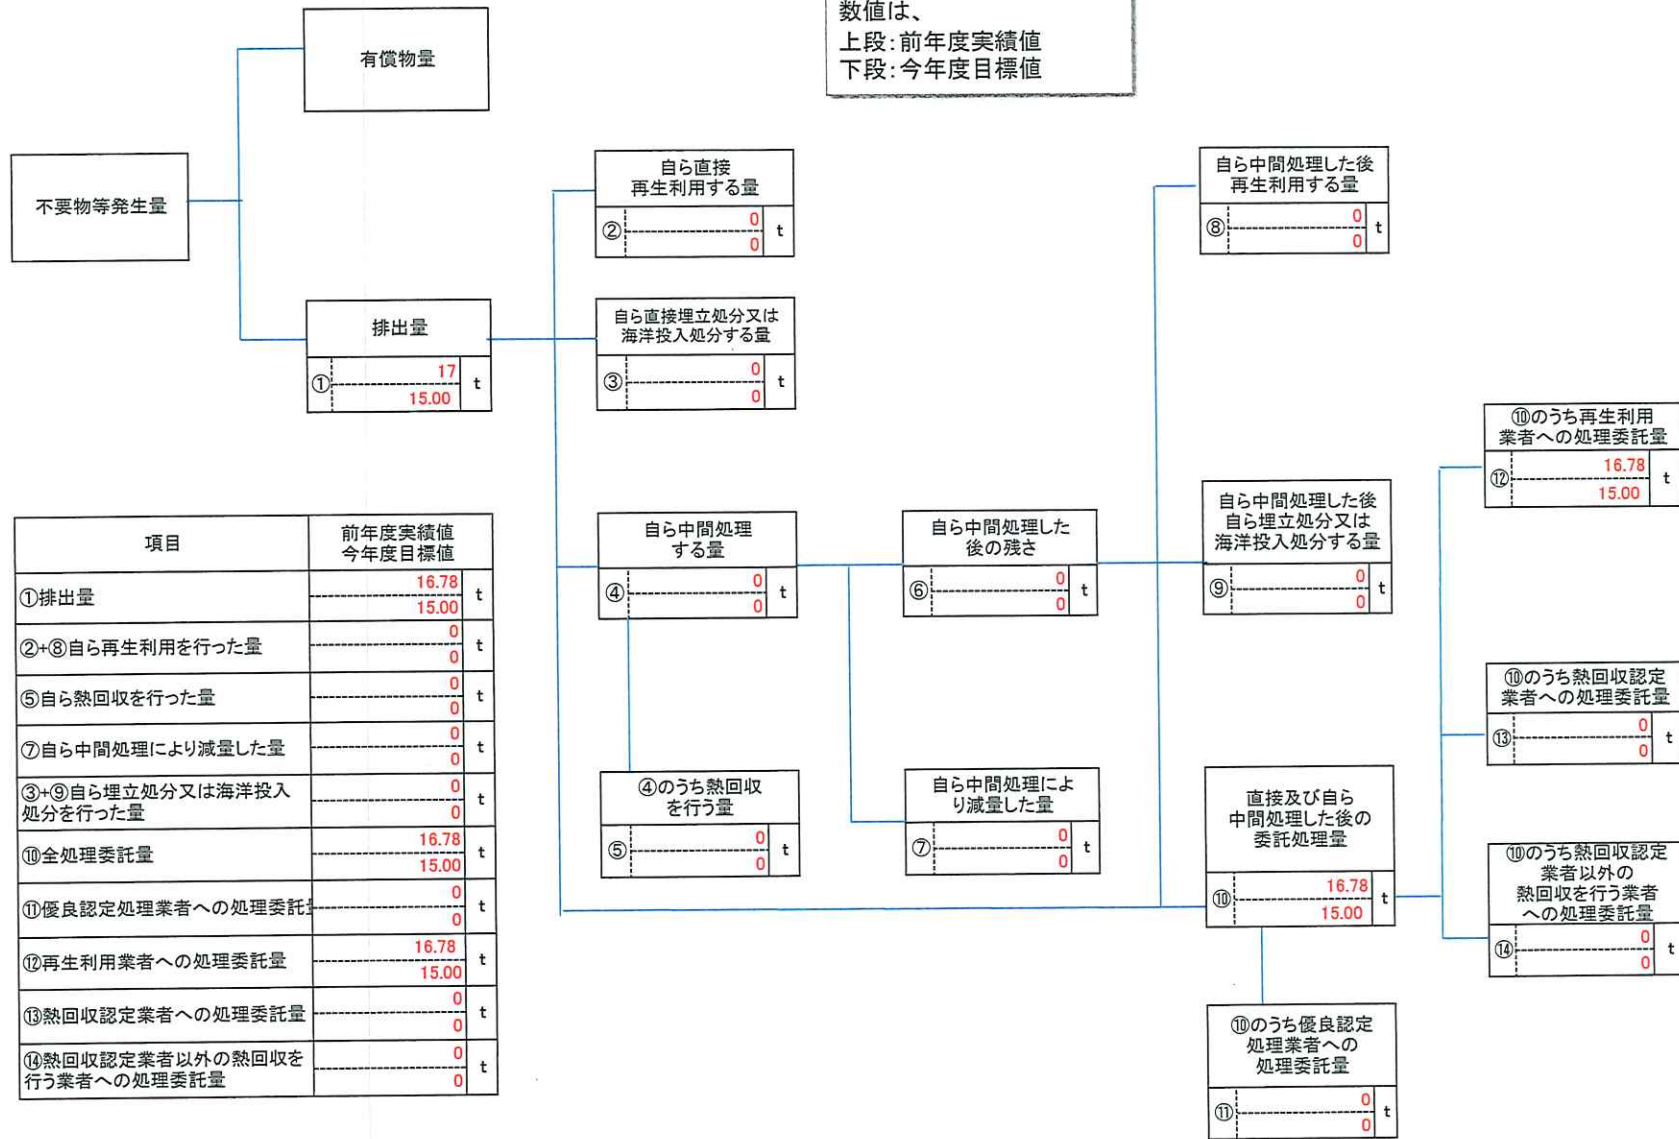 数値は、
上段:前年度実績値
下段:今年度目標値
有償物量
不要物等発生量
排出量
①
17
15.00
t
自ら直接
再生利用する量
②
0
0
t
自ら直接埋立処分又は
海洋投入処分する量
③
0
0
t
自ら中間処理
する量
④
0
0
t
④のうち熱回収
を行う量
⑤
0
0
t
自ら中間処理した
後の残さ
⑥
0
0
t
自ら中間処理によ
り減量した量
⑦
0
0
t
自ら中間処理した後
再生利用する量
⑧
0
0
t
自ら中間処理した後
自ら埋立処分又は
海洋投入処分する量
⑨
0
0
t
直接及び自ら
中間処理した後の
委託処理量
⑩
16.78
15.00
t
⑩のうち優良認定
処理業者への
処理委託量
⑪
0
0
t
⑩のうち再生利用
業者への処理委託量
⑫
16.78
15.00
t
⑩のうち熱回収認定
業者への処理委託量
⑬
0
0
t
⑩のうち熱回収認定
業者以外の
熱回収を行う業者
への処理委託量
⑭
0
0
t
項目
前年度実績値
今年度目標値
①排出量
16.78
15.00
t
②+⑧自ら再生利用を行った量
0
0
t
⑤自ら熱回収を行った量
0
0
t
⑦自ら中間処理により減量した量
0
0
t
③+⑨自ら埋立処分又は海洋投入
処分を行った量
0
0
t
⑩全処理委託量
16.78
15.00
t
⑪優良認定処理業者への処理委託
0
0
t
⑫再生利用業者への処理委託量
16.78
15.00
t
⑬熱回収認定業者への処理委託量
0
0
t
⑭熱回収認定業者以外の熱回収を
行う業者への処理委託量
0
0
t